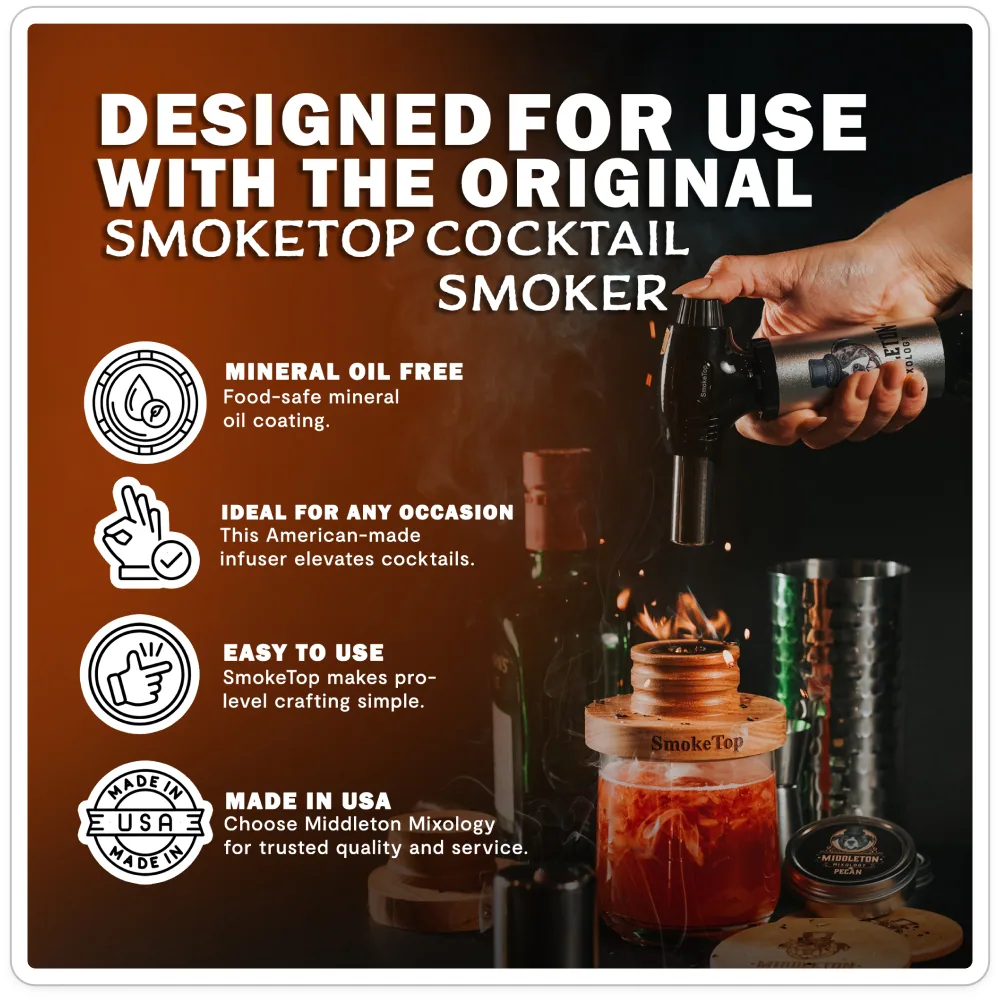 DESIGNED FOR USE
WITH THE ORIGINAL
SMOKETOP COCKTAIL
SMOKER
MINERAL OIL FREE
Food-safe mineral
oil coating.
IDEAL FOR ANY OCCASION
This American-made
infuser elevates cocktails.
EASY TO USE
SmokeTop makes pro-
level crafting simple.
MADE IN
USA
MADE IN
MADE IN USA
Choose Middleton Mixology
for trusted quality and service.
SmokeTop
SmokeTop
MIDDLETON
MIXOLOGY
PECAN
MIDDLETON